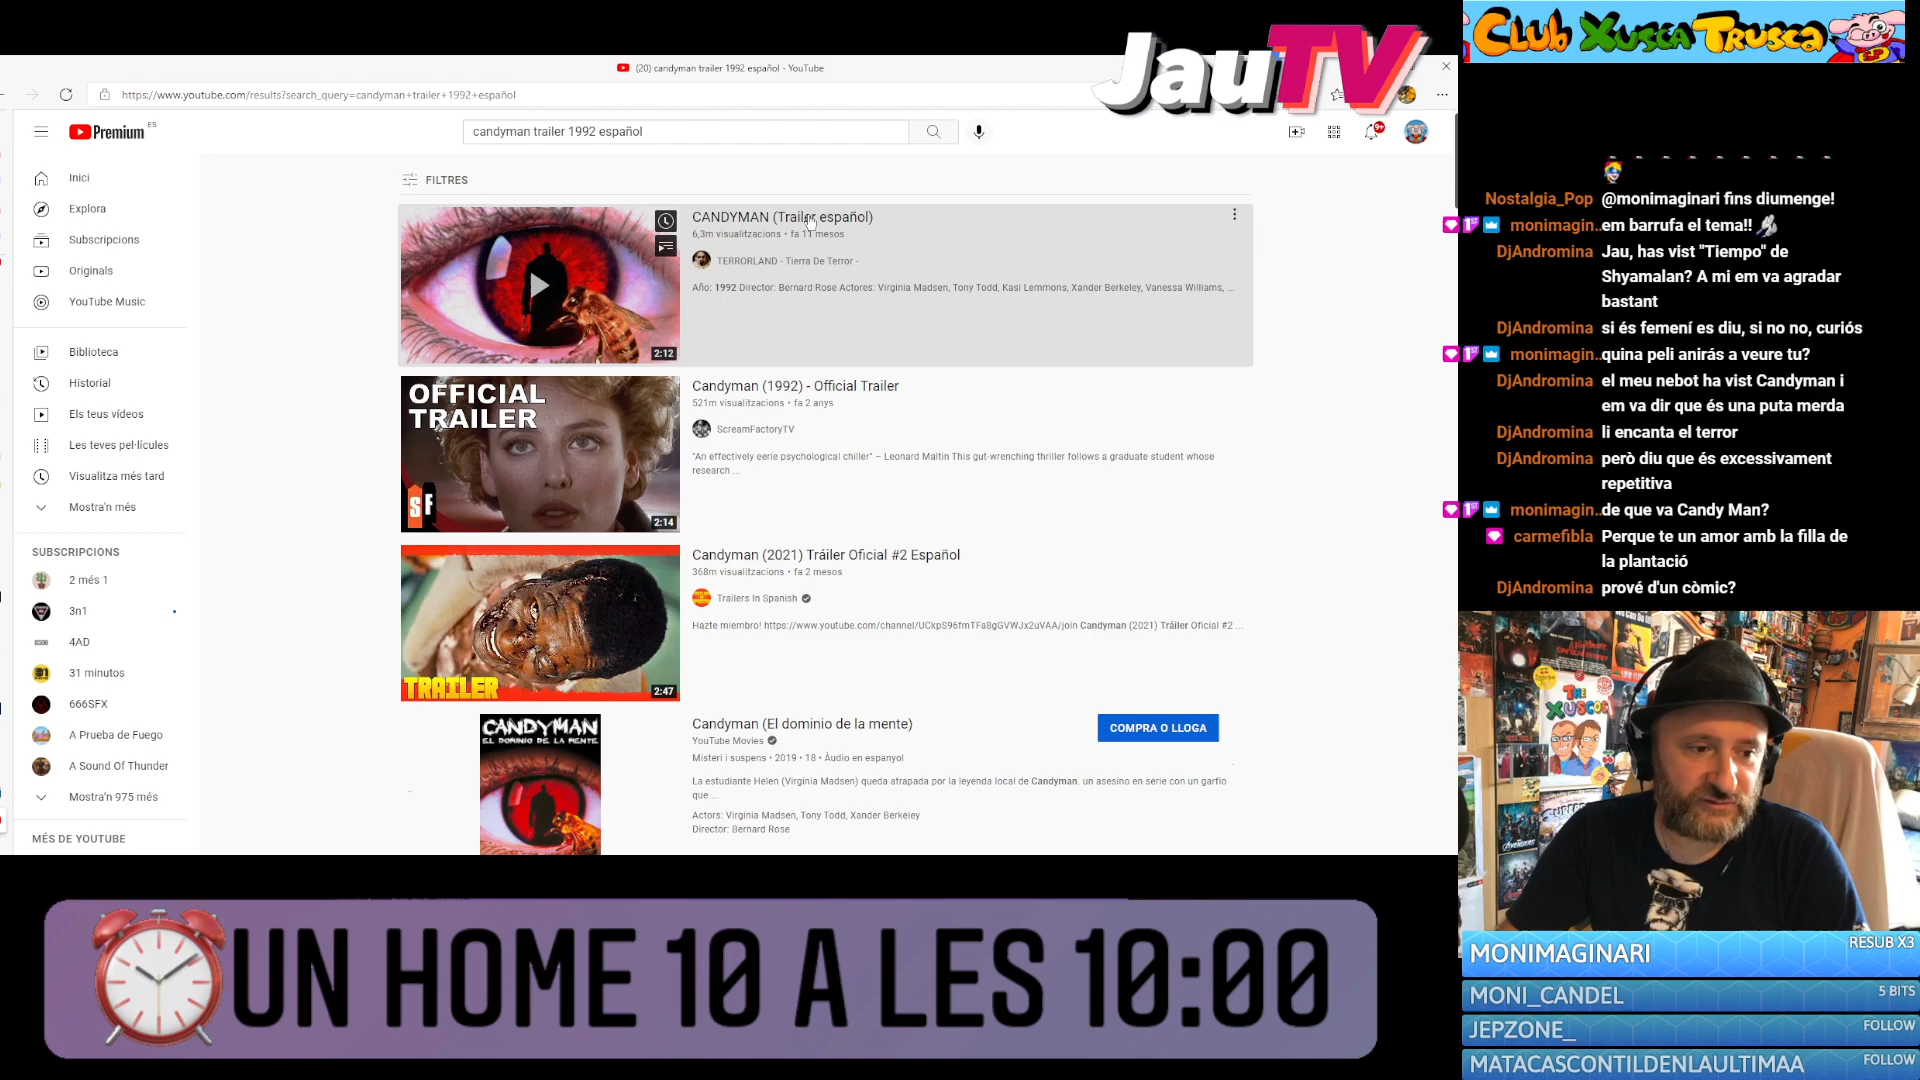 JauTV
Club Xusca Trusca
(20) candyman trailer 1992 español - YouTube
https://www.youtube.com/results?search_query=candyman+trailer+1992+español
Premium ES
candyman trailer 1992 español
9+
Inici
Explora
Subscripcions
Originals
YouTube Music
Biblioteca
Historial
Els teus vídeos
Les teves pel·lícules
Visualitza més tard
Mostra'n més
SUBSCRIPCIONS
2 més 1
3n1
4AD
31 minutos
666SFX
A Prueba de Fuego
A Sound Of Thunder
Mostra'n 975 més
MÉS DE YOUTUBE
FILTRES
2:12
CANDYMAN (Trailer español)
6,3m visualitzacions • fa 11 mesos
TERRORLAND - Tierra De Terror -
Año: 1992 Director: Bernard Rose Actores: Virginia Madsen, Tony Todd, Kasi Lemmons, Xander Berkeley, Vanessa Williams, ...
OFFICIAL
TRAILER
SF
2:14
Candyman (1992) - Official Trailer
521m visualitzacions • fa 2 anys
ScreamFactoryTV
"An effectively eerie psychological chiller" – Leonard Maltin This gut-wrenching thriller follows a graduate student whose
research ...
TRAILER
2:47
Candyman (2021) Tráiler Oficial #2 Español
368m visualitzacions • fa 2 mesos
Trailers In Spanish
Hazte miembro! https://www.youtube.com/channel/UCkpS96fmTFa8gGVWJx2uVAA/join Candyman (2021) Tráiler Oficial #2 ...
CANDYMAN
EL DOMINIO DE LA MENTE
Candyman (El dominio de la mente)
YouTube Movies
Misteri i suspens • 2019 • 18 • Àudio en espanyol
La estudiante Helen (Virginia Madsen) queda atrapada por la leyenda local de Candyman. un asesino en serie con un garfio
que ...
Actors: Virginia Madsen, Tony Todd, Xander Berkeley
Director: Bernard Rose
COMPRA O LLOGA
Nostalgia_Pop @monimaginari fins diumenge!
monimagin.. em barrufa el tema!!
DjAndromina Jau, has vist "Tiempo" de
Shyamalan? A mi em va agradar
bastant
DjAndromina si és femení es diu, si no no, curiós
monimagin.. quina peli anirás a veure tu?
DjAndromina el meu nebot ha vist Candyman i
em va dir que és una puta merda
DjAndromina li encanta el terror
DjAndromina però diu que és excessivament
repetitiva
monimagin.. de que va Candy Man?
carmefibla Perque te un amor amb la filla de
la plantació
DjAndromina prové d'un còmic?
THE
XUSCOS
AVENGERS
MONIMAGINARI RESUB X3
MONI_CANDEL 5 BITS
JEPZONE_ FOLLOW
MATACASCONTILDENLAULTIMAA FOLLOW
UN HOME 10 A LES 10:00